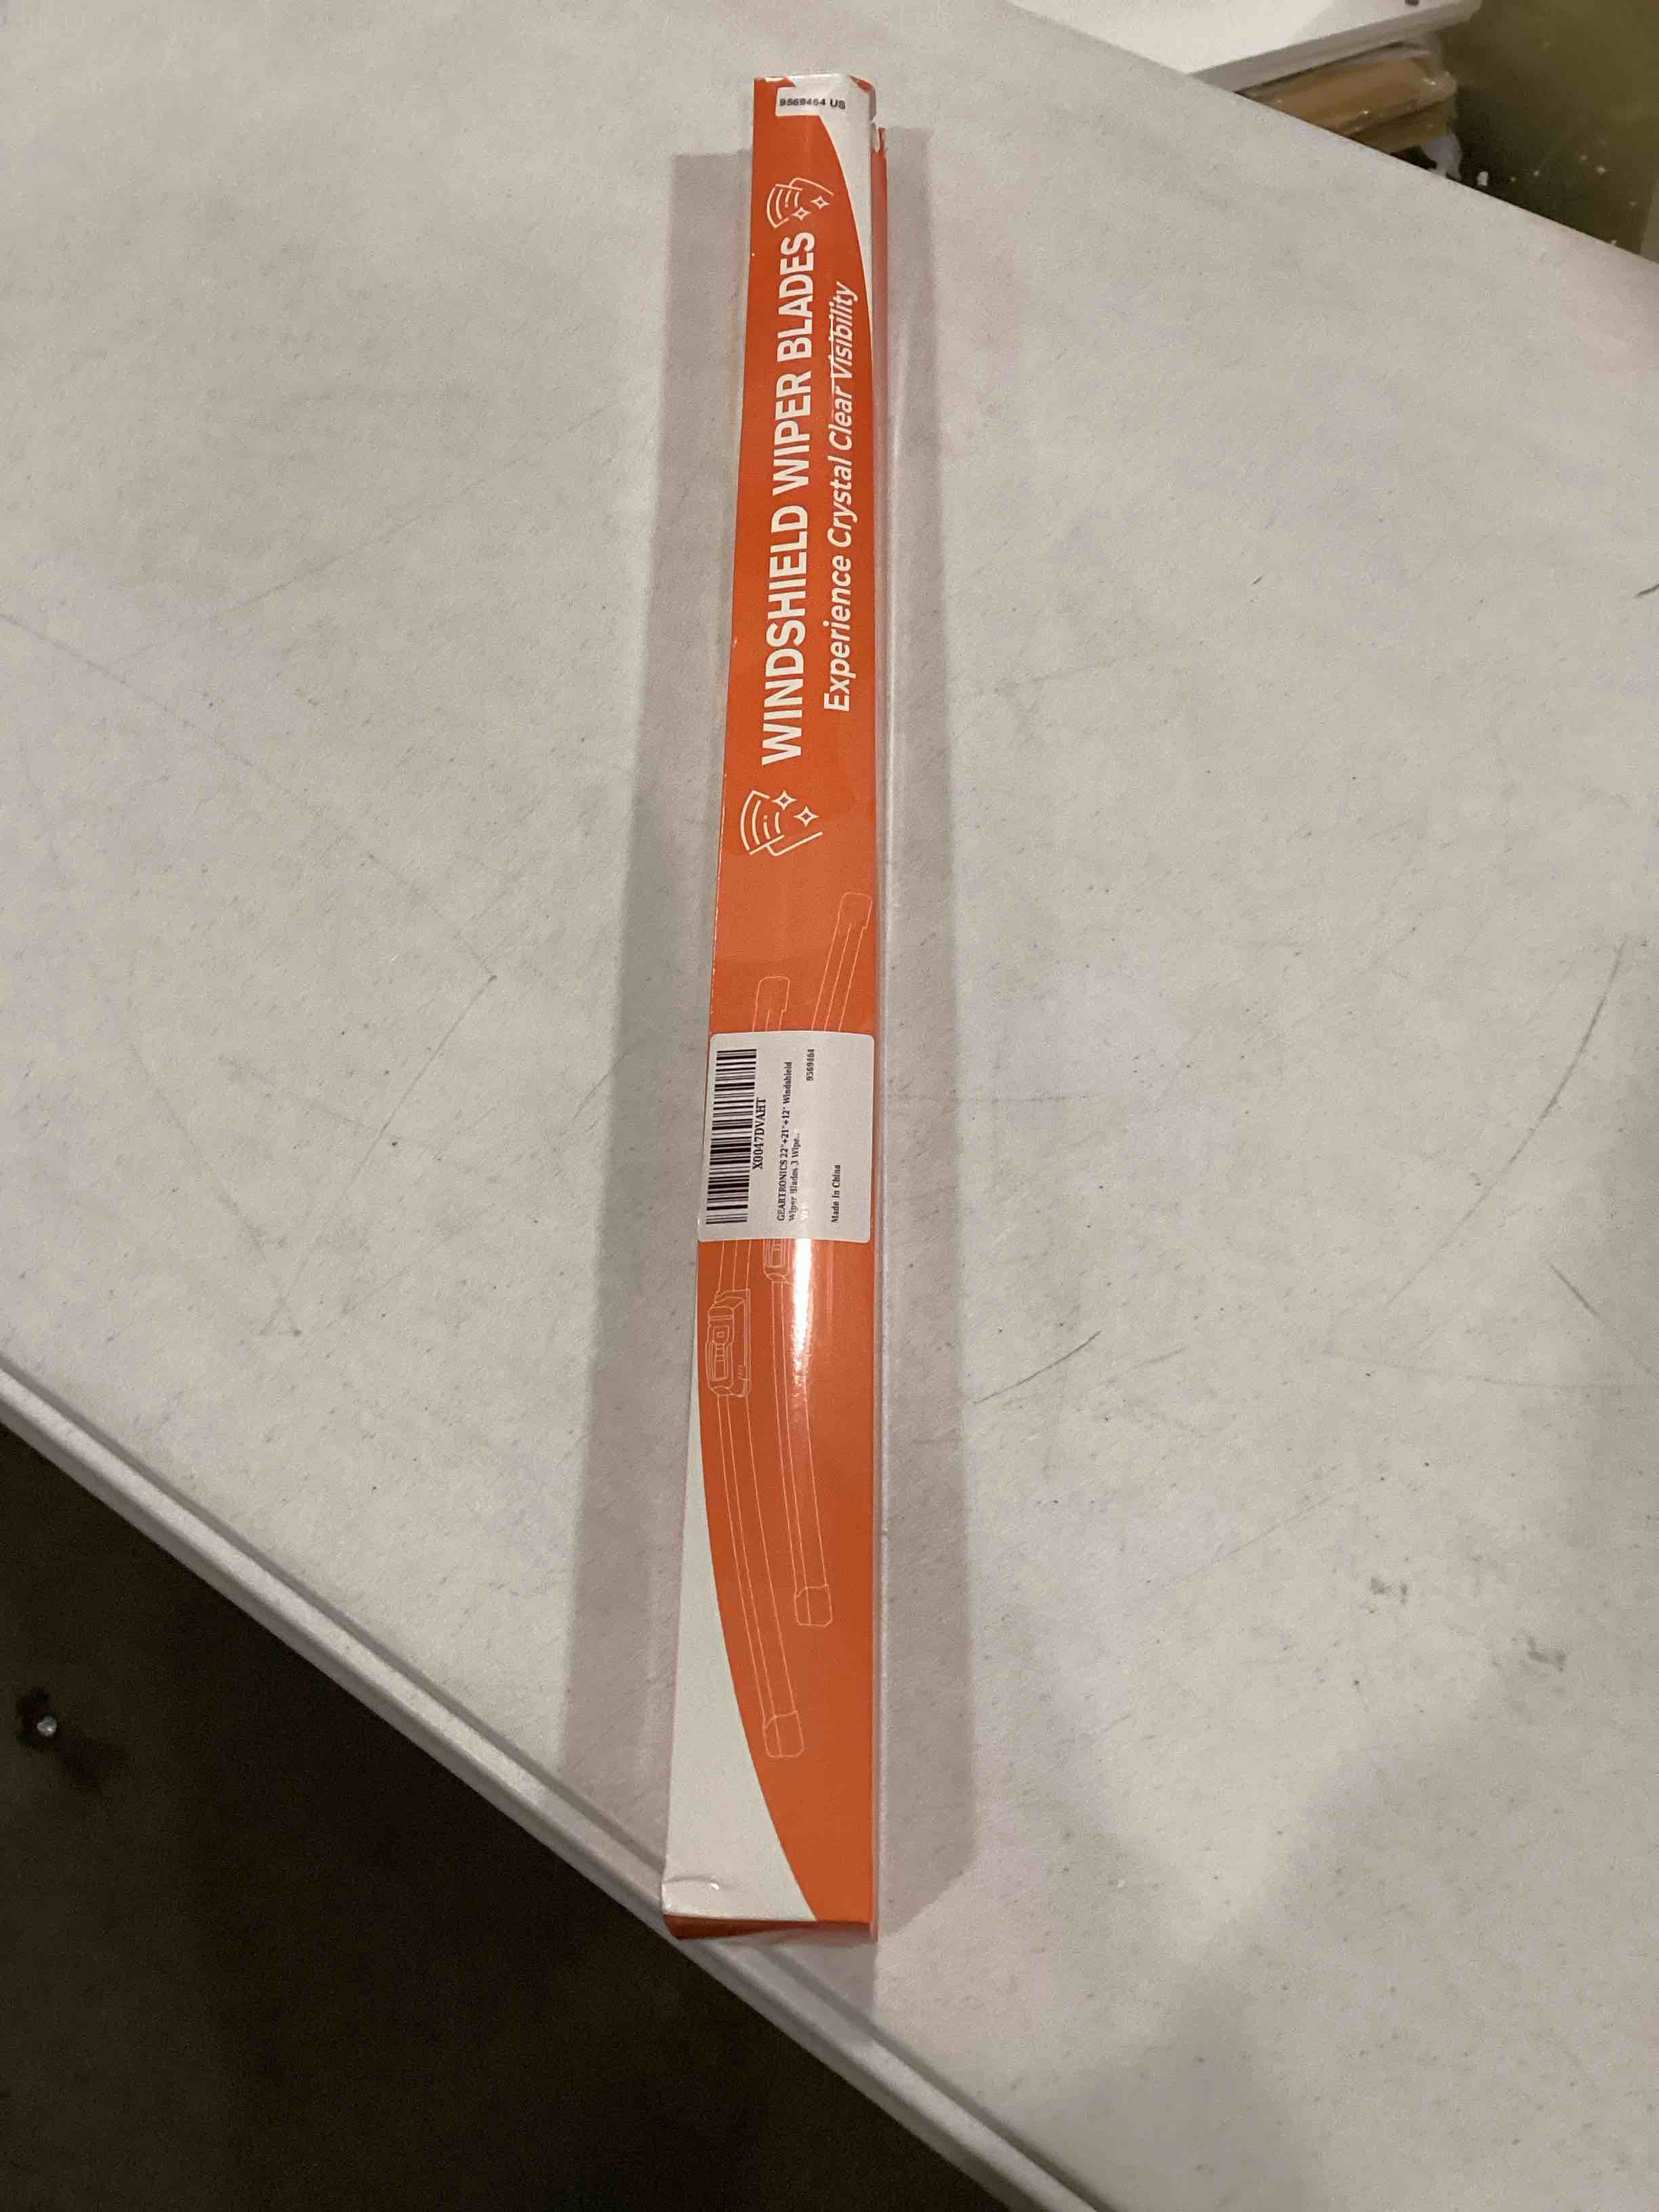 9569464 US
WINDSHIELD WIPER BLADES
Experience Crystal Clear Visibility
X0047DVAHT
GEARTRONICS 22"+21"+12" Windshield
Wiper Blades 3 Wipe...
9569464
Made In China